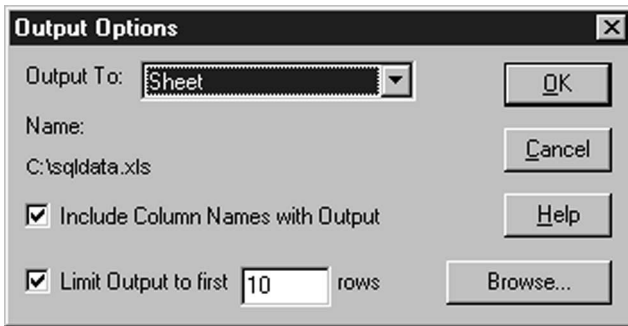 Output Options
Output To: Sheet
OK
Name:
C:\sqldata.xls
Cancel
Include Column Names with Output
Help
Limit Output to first 10 rows
Browse...